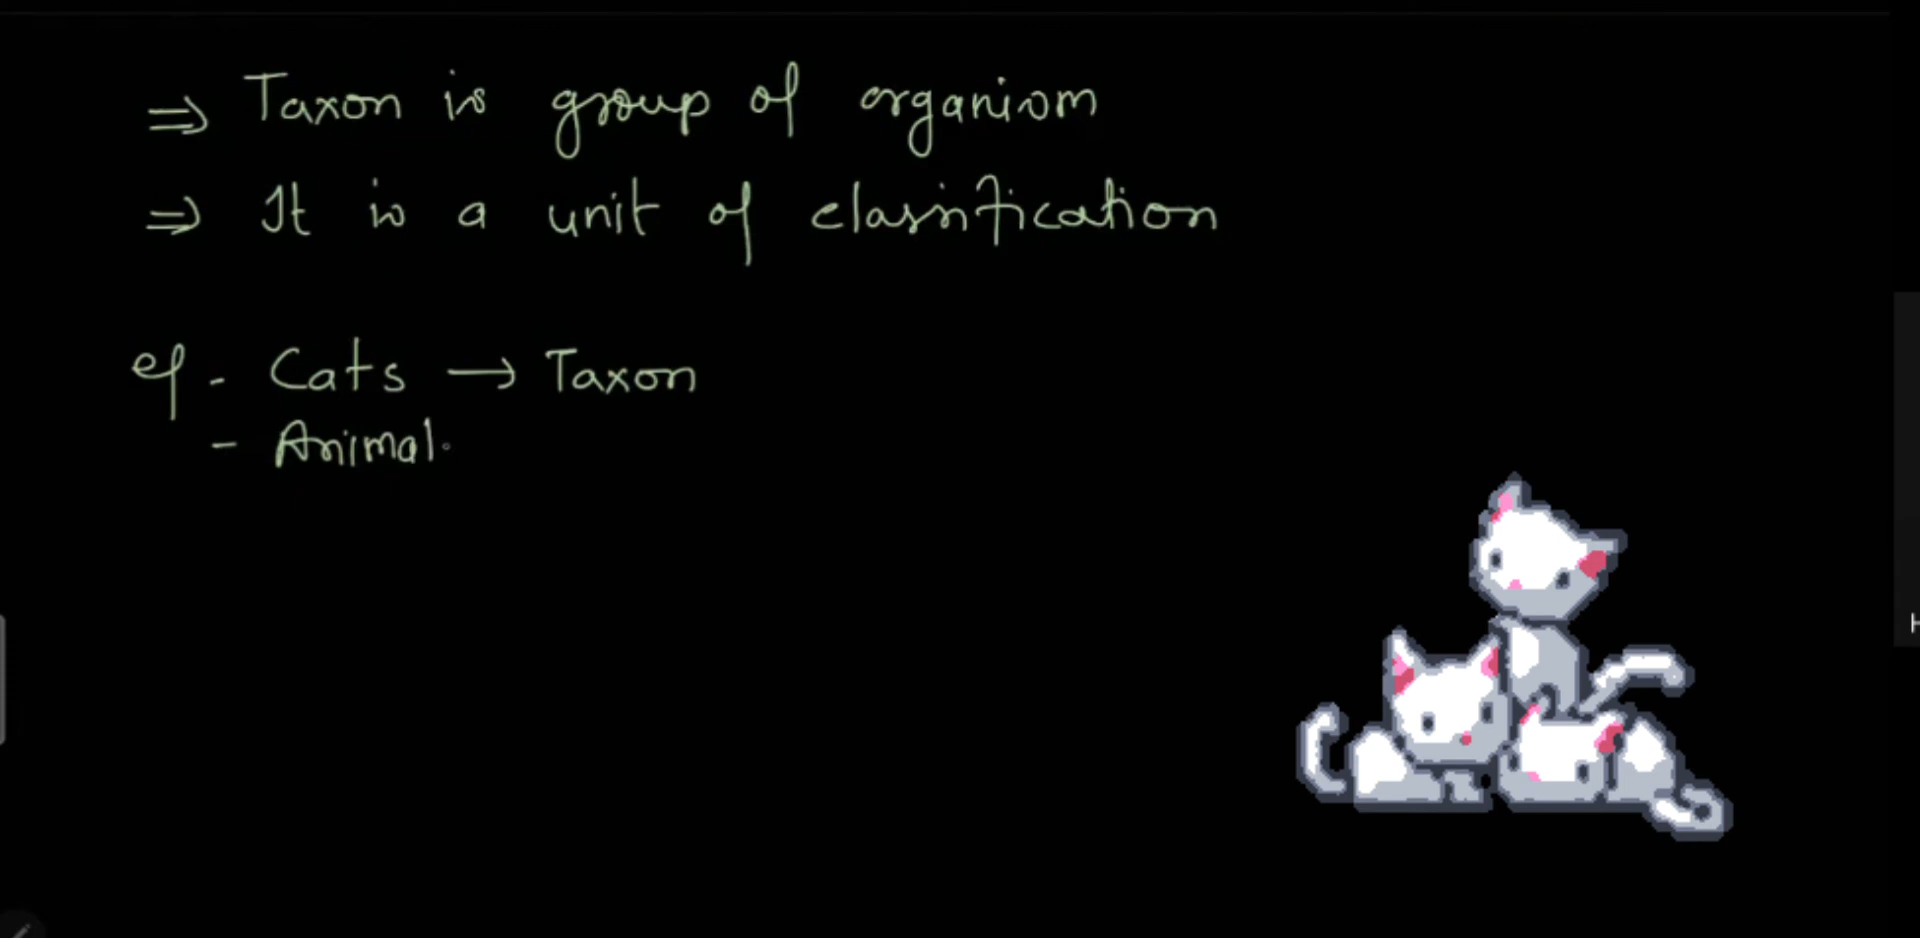 ⇒ Taxon is group of organism
⇒ It is a unit of classification
eg - Cats → Taxon
- Animal.